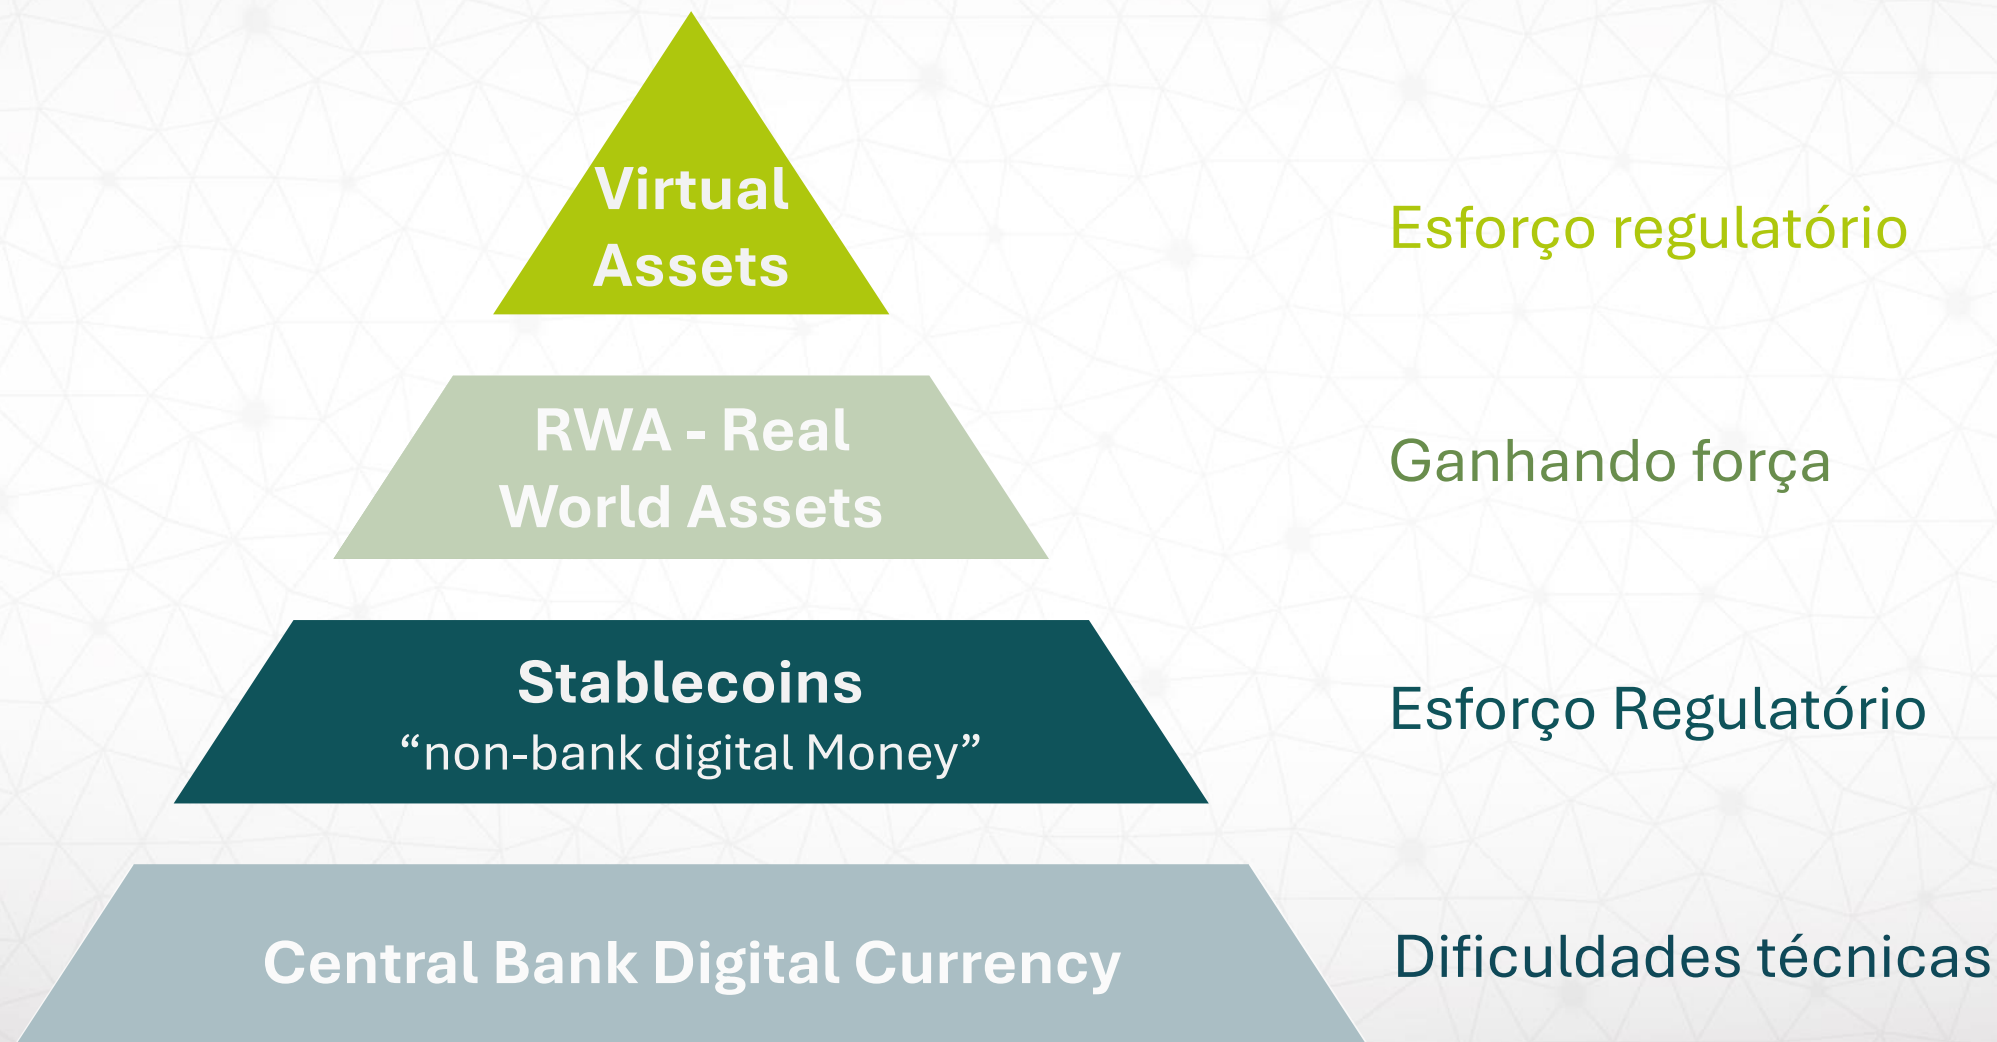 Virtual
Assets
Esforço regulatório
RWA - Real
World Assets
Ganhando força
Stablecoins
“non-bank digital Money”
Esforço Regulatório
Central Bank Digital Currency
Dificuldades técnicas